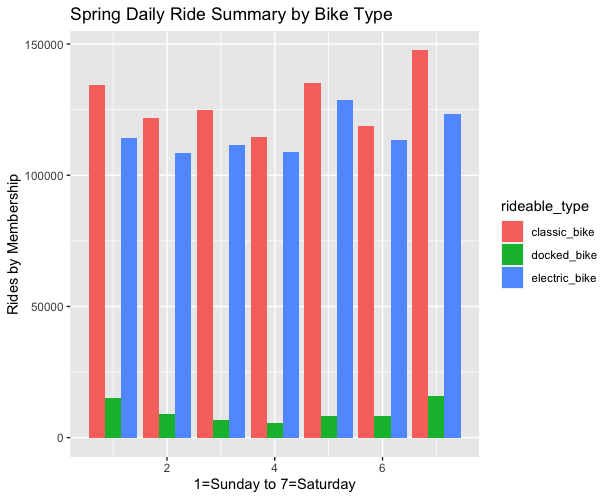 Spring Daily Ride Summary by Bike Type
Rides by Membership
150000
100000
50000
0
2 4 6
1=Sunday to 7=Saturday
rideable_type
classic_bike
docked_bike
electric_bike